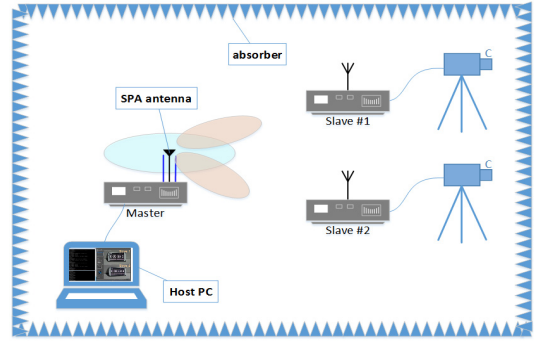 absorber
C
SPA antenna
Slave #1
C
Master
Slave #2
Host PC